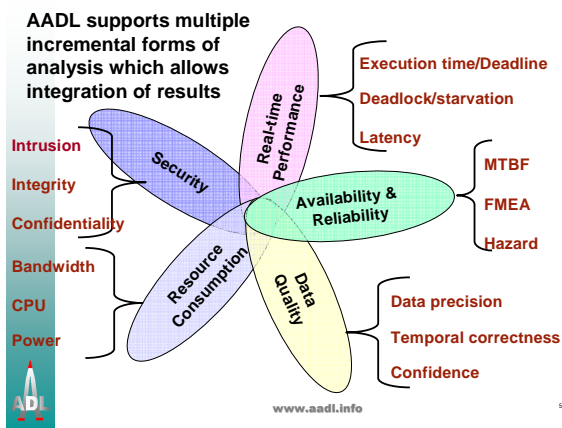 AADL supports multiple
incremental forms of
analysis which allows
integration of results
Real-time
Performance
Execution time/Deadline
Deadlock/starvation
Latency
Security
Intrusion
Integrity
Confidentiality
Availability &
Reliability
MTBF
FMEA
Hazard
Resource
Consumption
Bandwidth
CPU
Power
Data
Quality
Data precision
Temporal correctness
Confidence
ADL
www.aadl.info
5